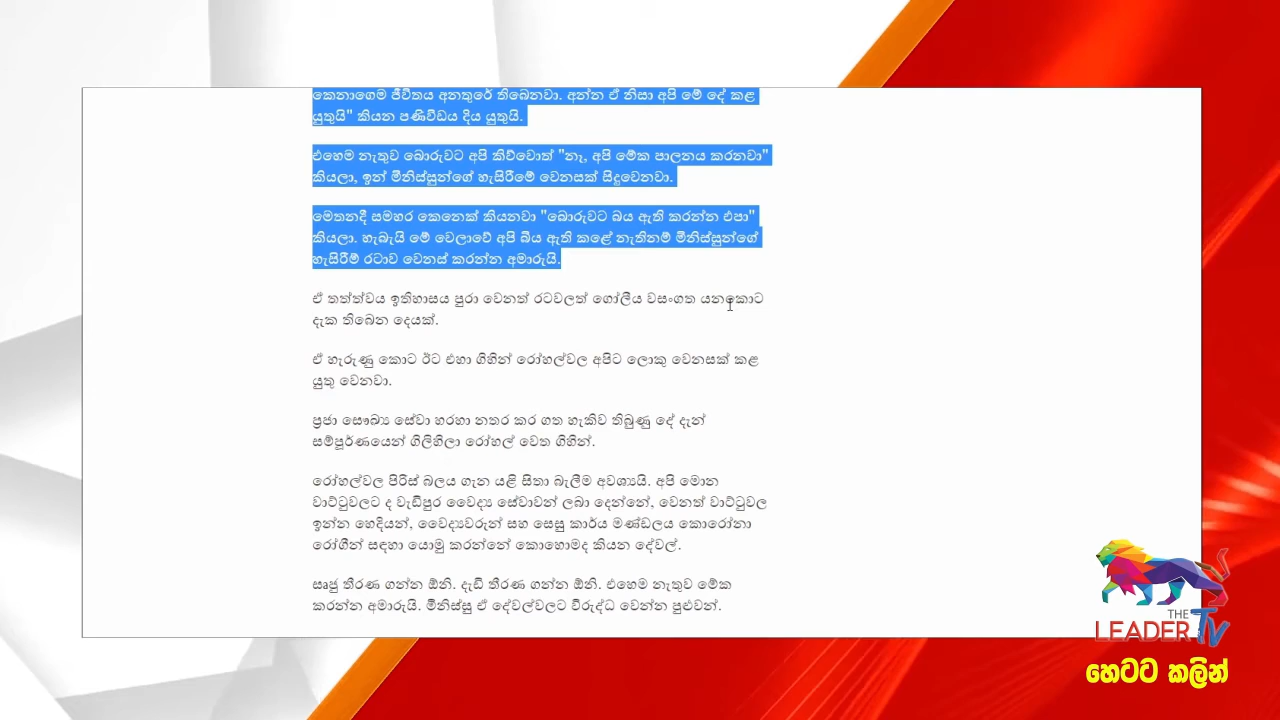 කෙනාගෙම ජීවිතය අනතුරේ තිබෙනවා. අන්න ඒ නිසා අපි මේ දේ කළ
යුතුයි" කියන පණිවිඩය දිය යුතුයි.
එහෙම නැතුව බොරුවට අපි කිව්වොත් "නෑ, අපි මේක පාලනය කරනවා"
කියලා, ඉන් මිනිස්සුන්ගේ හැසිරීමේ වෙනසක් සිදුවෙනවා.
මෙතනදී සමහර කෙනෙක් කියනවා "බොරුවට බය ඇති කරන්න එපා"
කියලා. හැබැයි මේ වෙලාවේ අපි බිය ඇති කළේ නැතිනම් මිනිස්සුන්ගේ
හැසිරීම් රටාව වෙනස් කරන්න අමාරුයි.
ඒ තත්ත්වය ඉතිහාසය පුරා වෙනත් රටවලත් ගෝලීය වසංගත යනකොට
දැක තිබෙන දෙයක්.
ඒ හැරුණු කොට ඊට එහා ගිහින් රෝහල්වල අපිට ලොකු වෙනසක් කළ
යුතු වෙනවා.
ප්‍රජා සෞඛ්‍ය සේවා හරහා නතර කර ගත හැකිව තිබුණු දේ දැන්
සම්පූර්ණයෙන් ගිලිහිලා රෝහල් වෙත ගිහින්.
රෝහල්වල පිරිස් බලය ගැන යළි සිතා බැලීම අවශ්‍යයි. අපි මොන
වාට්ටුවලට ද වැඩිපුර වෛද්‍ය සේවාවන් ලබා දෙන්නේ, වෙනත් වාට්ටුවල
ඉන්න හෙදියන්, වෛද්‍යවරුන් සහ සෙසු කාර්ය මණ්ඩලය කොරෝනා
රෝගීන් සඳහා යොමු කරන්නේ කොහොමද කියන දේවල්.
සෘජු තීරණ ගන්න ඕනි. දැඩි තීරණ ගන්න ඕනි. එහෙම නැතුව මේක
කරන්න අමාරුයි. මිනිස්සු ඒ දේවල්වලට විරුද්ධ වෙන්න පුළුවන්.
THE
LEADER TV
හෙටට කලින්